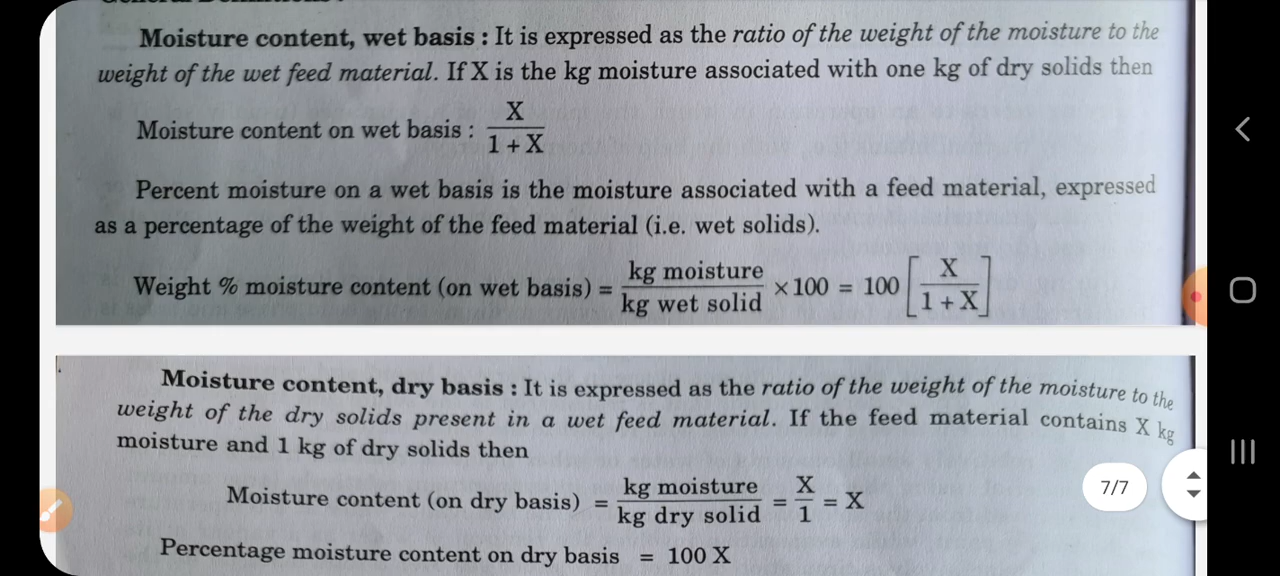 Moisture content, wet basis : It is expressed as the ratio of the weight of the moisture to the
weight of the wet feed material. If X is the kg moisture associated with one kg of dry solids then
Moisture content on wet basis : X / 1 + X
Percent moisture on a wet basis is the moisture associated with a feed material, expressed
as a percentage of the weight of the feed material (i.e. wet solids).
Weight % moisture content (on wet basis) = kg moisture / kg wet solid × 100 = 100 [ X / 1 + X ]
Moisture content, dry basis : It is expressed as the ratio of the weight of the moisture to the
weight of the dry solids present in a wet feed material. If the feed material contains X kg
moisture and 1 kg of dry solids then
Moisture content (on dry basis) = kg moisture / kg dry solid = X / 1 = X
7/7
Percentage moisture content on dry basis = 100 X